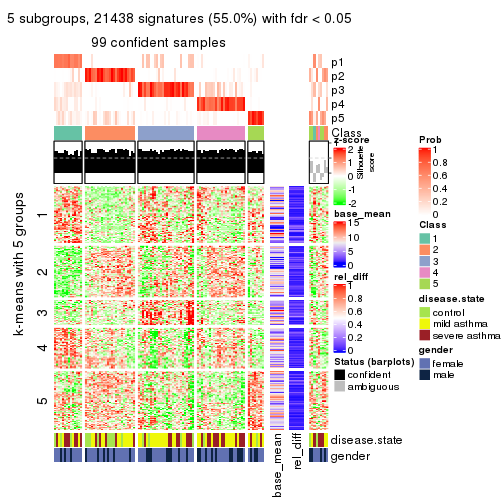 5 subgroups, 21438 signatures (55.0%) with fdr < 0.05
99 confident samples
p1
p2
p3
p4
p5
Class
Silhouette
score
k-means with 5 groups
1
2
3
4
5
base_mean
rel_diff
disease.state
gender
z-score
2
1
0
-1
-2
base_mean
15
10
5
0
rel_diff
1
0.8
0.6
0.4
0.2
0
Status (barplots)
confident
ambiguous
Prob
1
0.8
0.6
0.4
0.2
0
Class
1
2
3
4
5
disease.state
control
mild asthma
severe asthma
gender
female
male